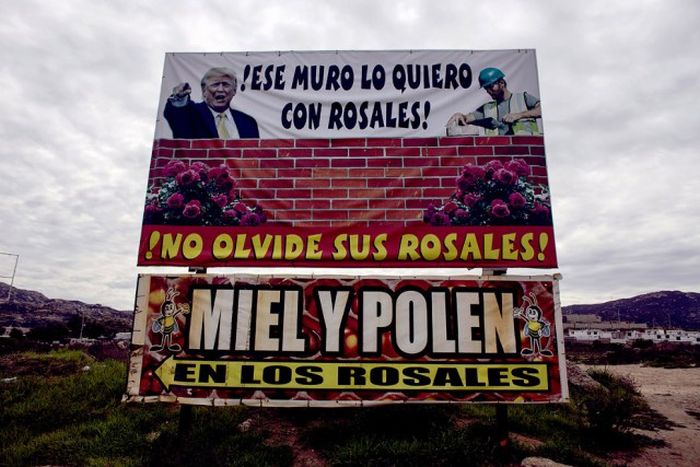 !ESE MURO LO QUIERO
CON ROSALES!
!NO OLVIDE SUS ROSALES!
MIEL Y POLEN
EN LOS ROSALES